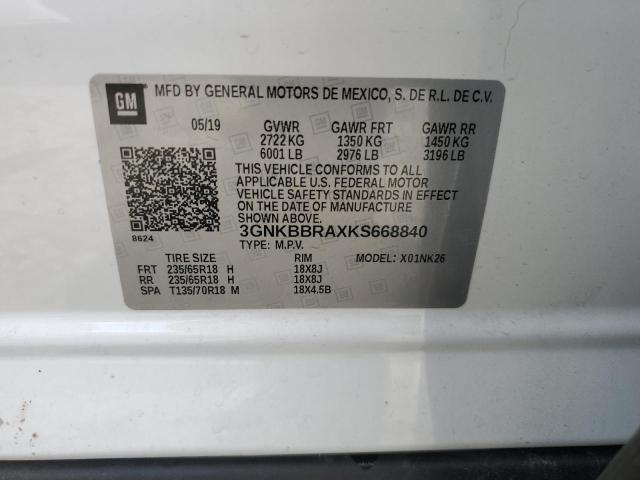 GM
MFD BY GENERAL MOTORS DE MEXICO, S. DE R.L. DE C.V.
05/19 GVWR GAWR FRT GAWR RR
2722 KG 1350 KG 1450 KG
6001 LB 2976 LB 3196 LB
THIS VEHICLE CONFORMS TO ALL
APPLICABLE U.S. FEDERAL MOTOR
VEHICLE SAFETY STANDARDS IN
EFFECT ON THE DATE OF MANUFACTURE
SHOWN ABOVE.
8624 3GNKBBRAXKS668840
TYPE: M.P.V.
TIRE SIZE RIM MODEL: X01NK26
FRT 235/65R18 H 18X8J
RR 235/65R18 H 18X8J
SPA T135/70R18 M 18X4.5B